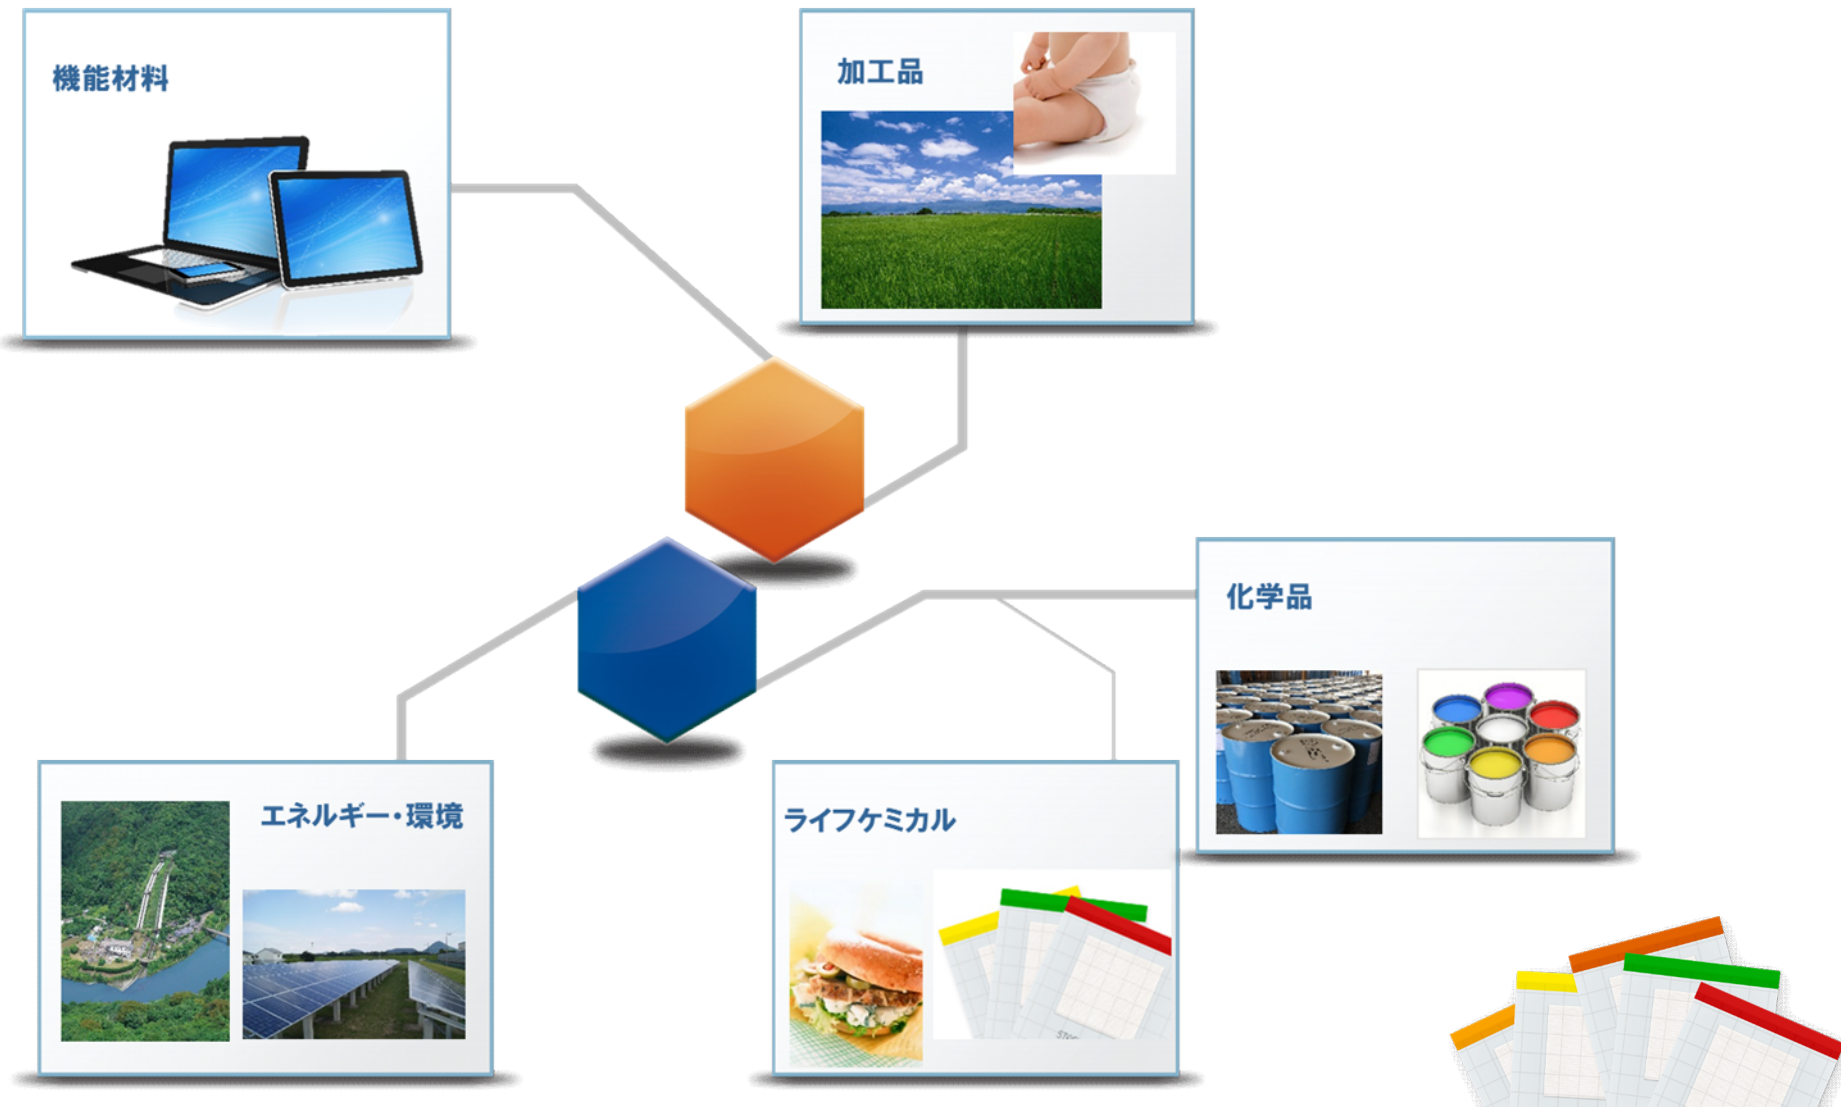 機能材料
加工品
化学品
エネルギー・環境
ライフケミカル